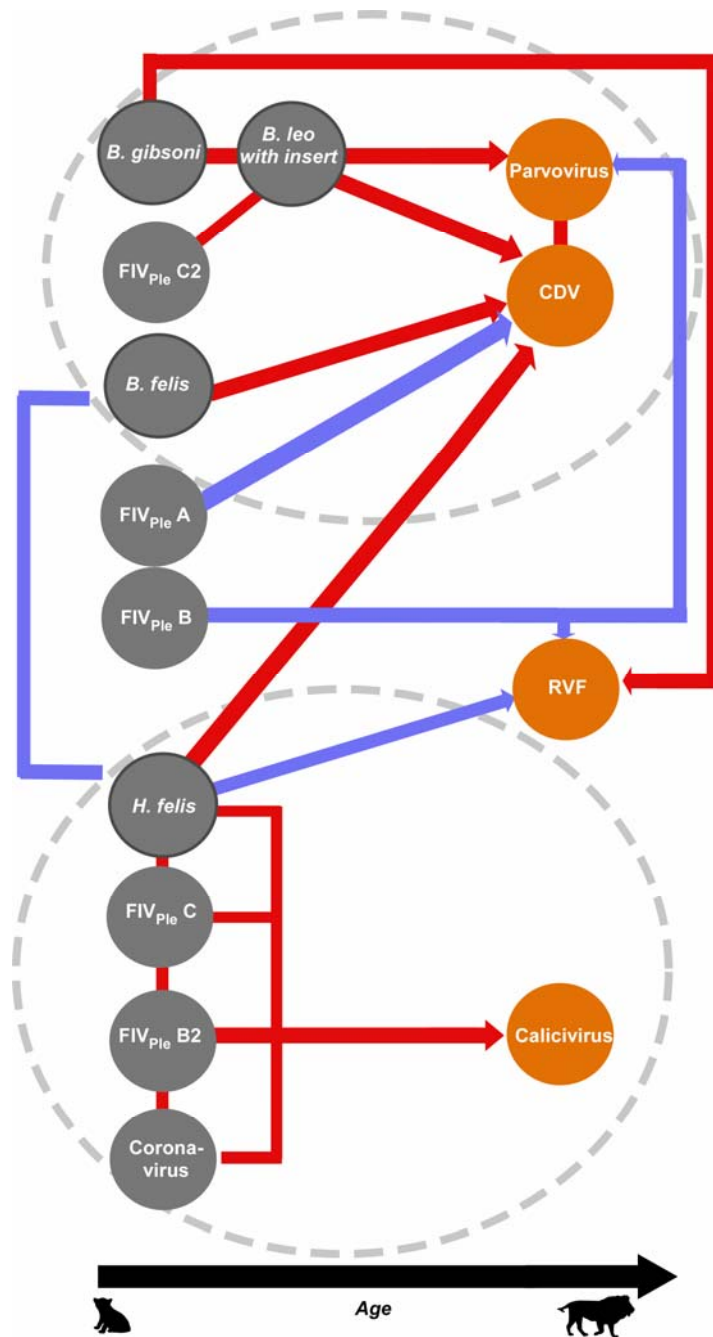 B. gibsoni
B. leo
with insert
Parvovirus
FIVPle C2
CDV
B. felis
FIVPle A
FIVPle B
RVF
H. felis
FIVPle C
FIVPle B2
Calicivirus
Corona-
virus
Age